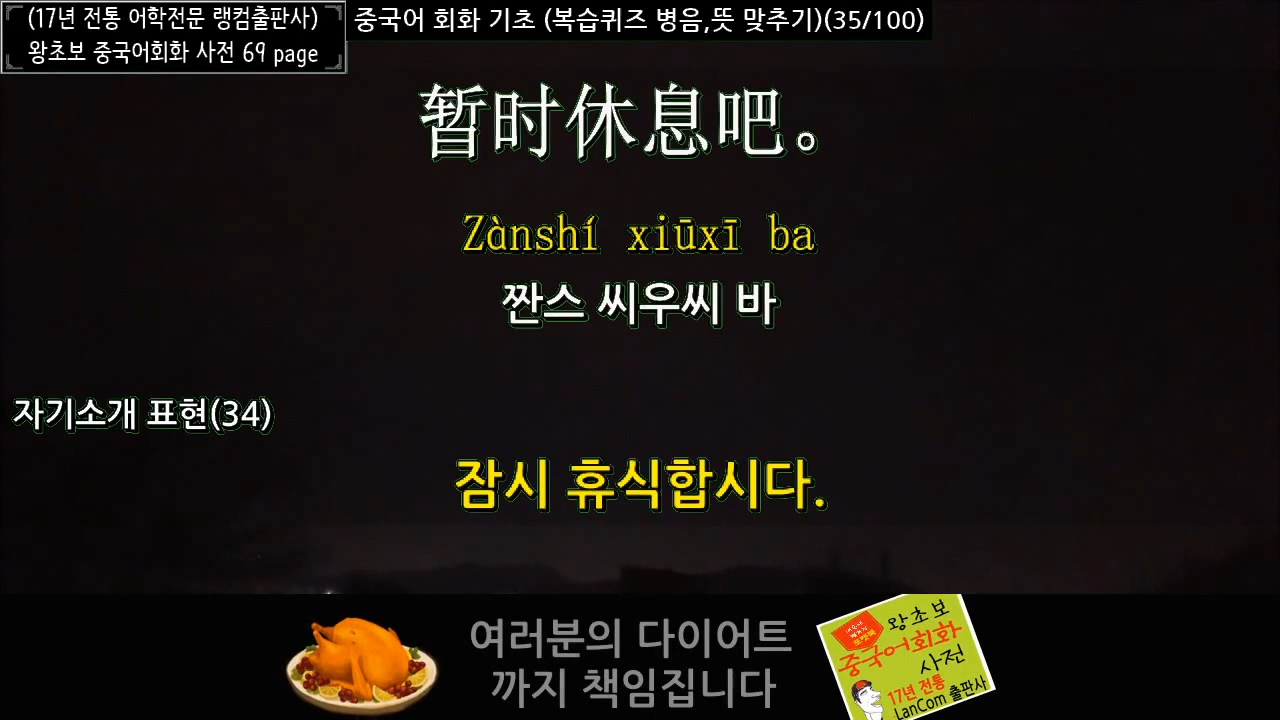 (17년 전통 어학전문 랭컴출판사)
왕초보 중국어회화 사전 69 page
중국어 회화 기초 (복습퀴즈 병음,뜻 맞추기)(35/100)
暂时休息吧。
Zànshí xiūxī ba
짠스 씨우씨 바
자기소개 표현(34)
잠시 휴식합시다.
여러분의 다이어트
까지 책임집니다
왕초보
중국어회화
사전
17년 전통
LanCom 출판사